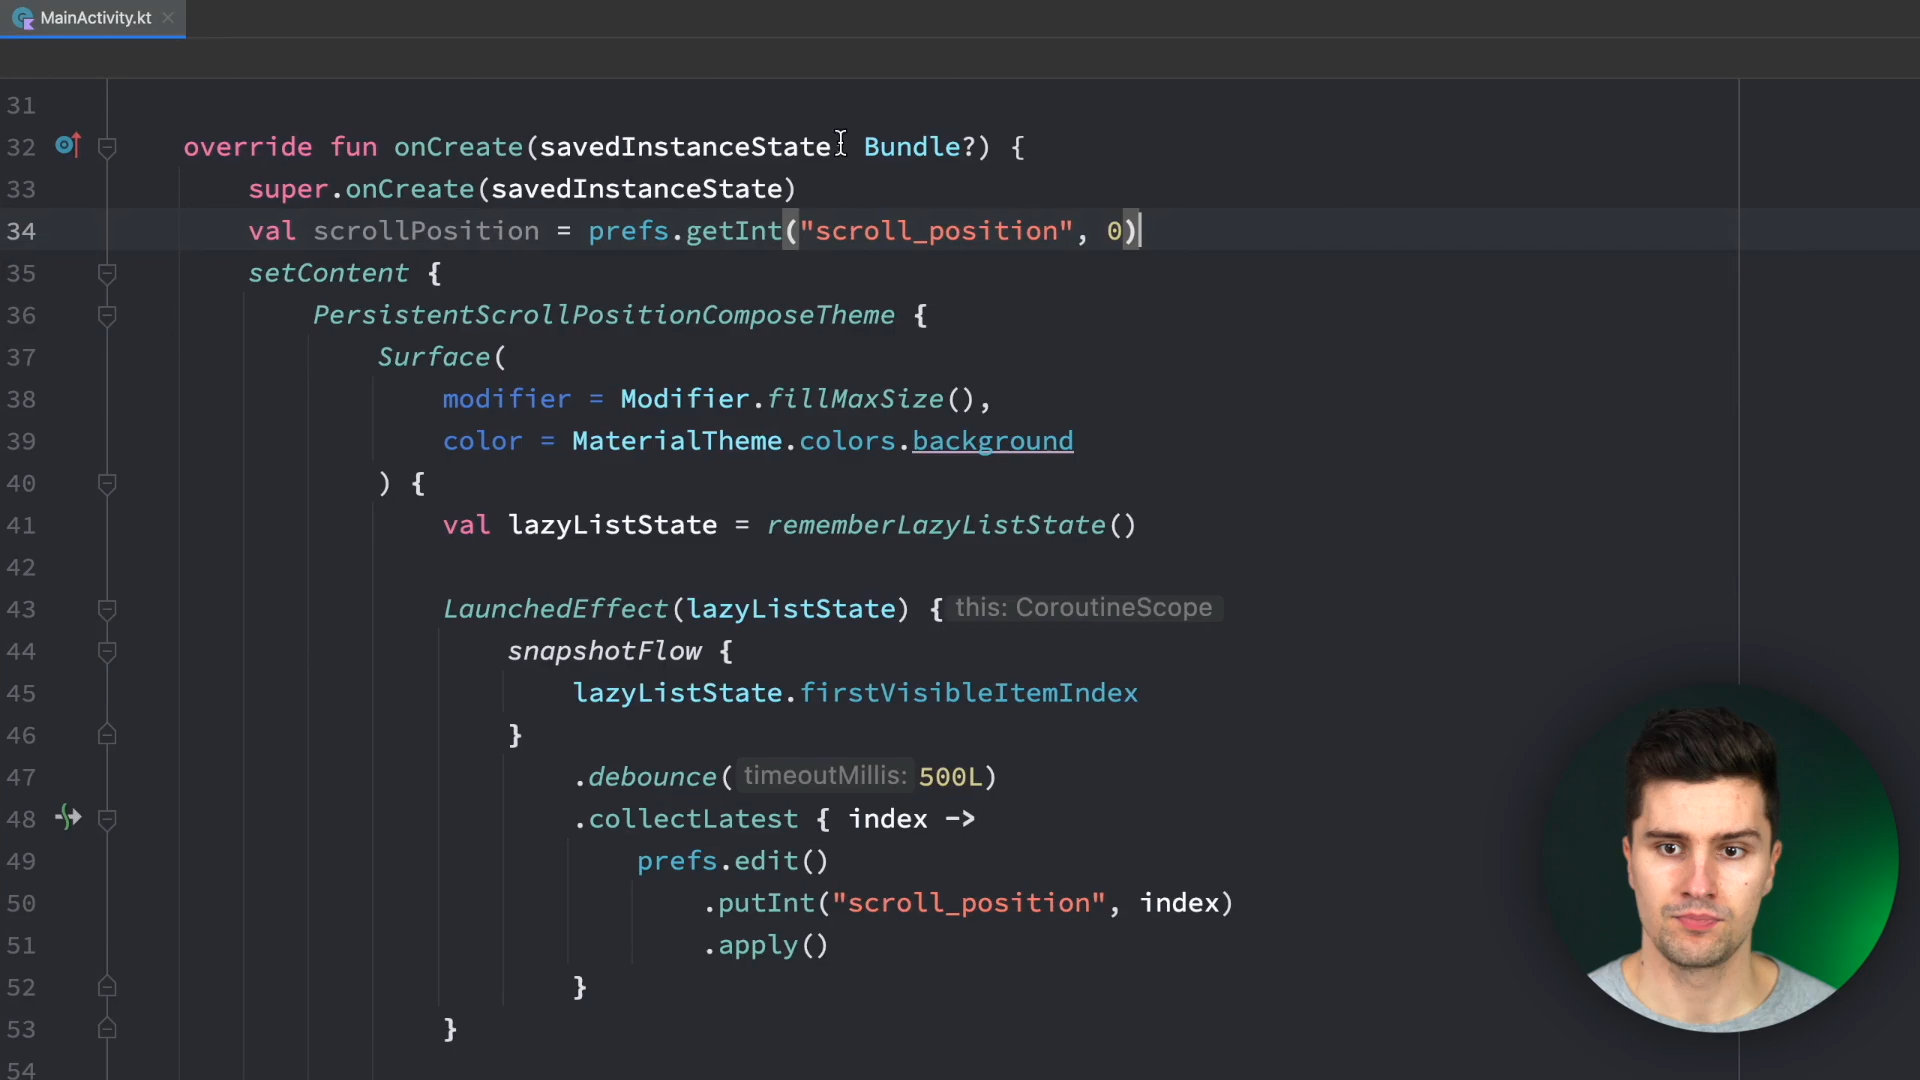 MainActivity.kt
31
32 override fun onCreate(savedInstanceState: Bundle?) {
33 super.onCreate(savedInstanceState)
34 val scrollPosition = prefs.getInt("scroll_position", 0)
35 setContent {
36 PersistentScrollPositionComposeTheme {
37 Surface(
38 modifier = Modifier.fillMaxSize(),
39 color = MaterialTheme.colors.background
40 ) {
41 val lazyListState = rememberLazyListState()
42
43 LaunchedEffect(lazyListState) { this: CoroutineScope
44 snapshotFlow {
45 lazyListState.firstVisibleItemIndex
46 }
47 .debounce( timeoutMillis: 500L)
48 .collectLatest { index ->
49 prefs.edit()
50 .putInt("scroll_position", index)
51 .apply()
52 }
53 }
54